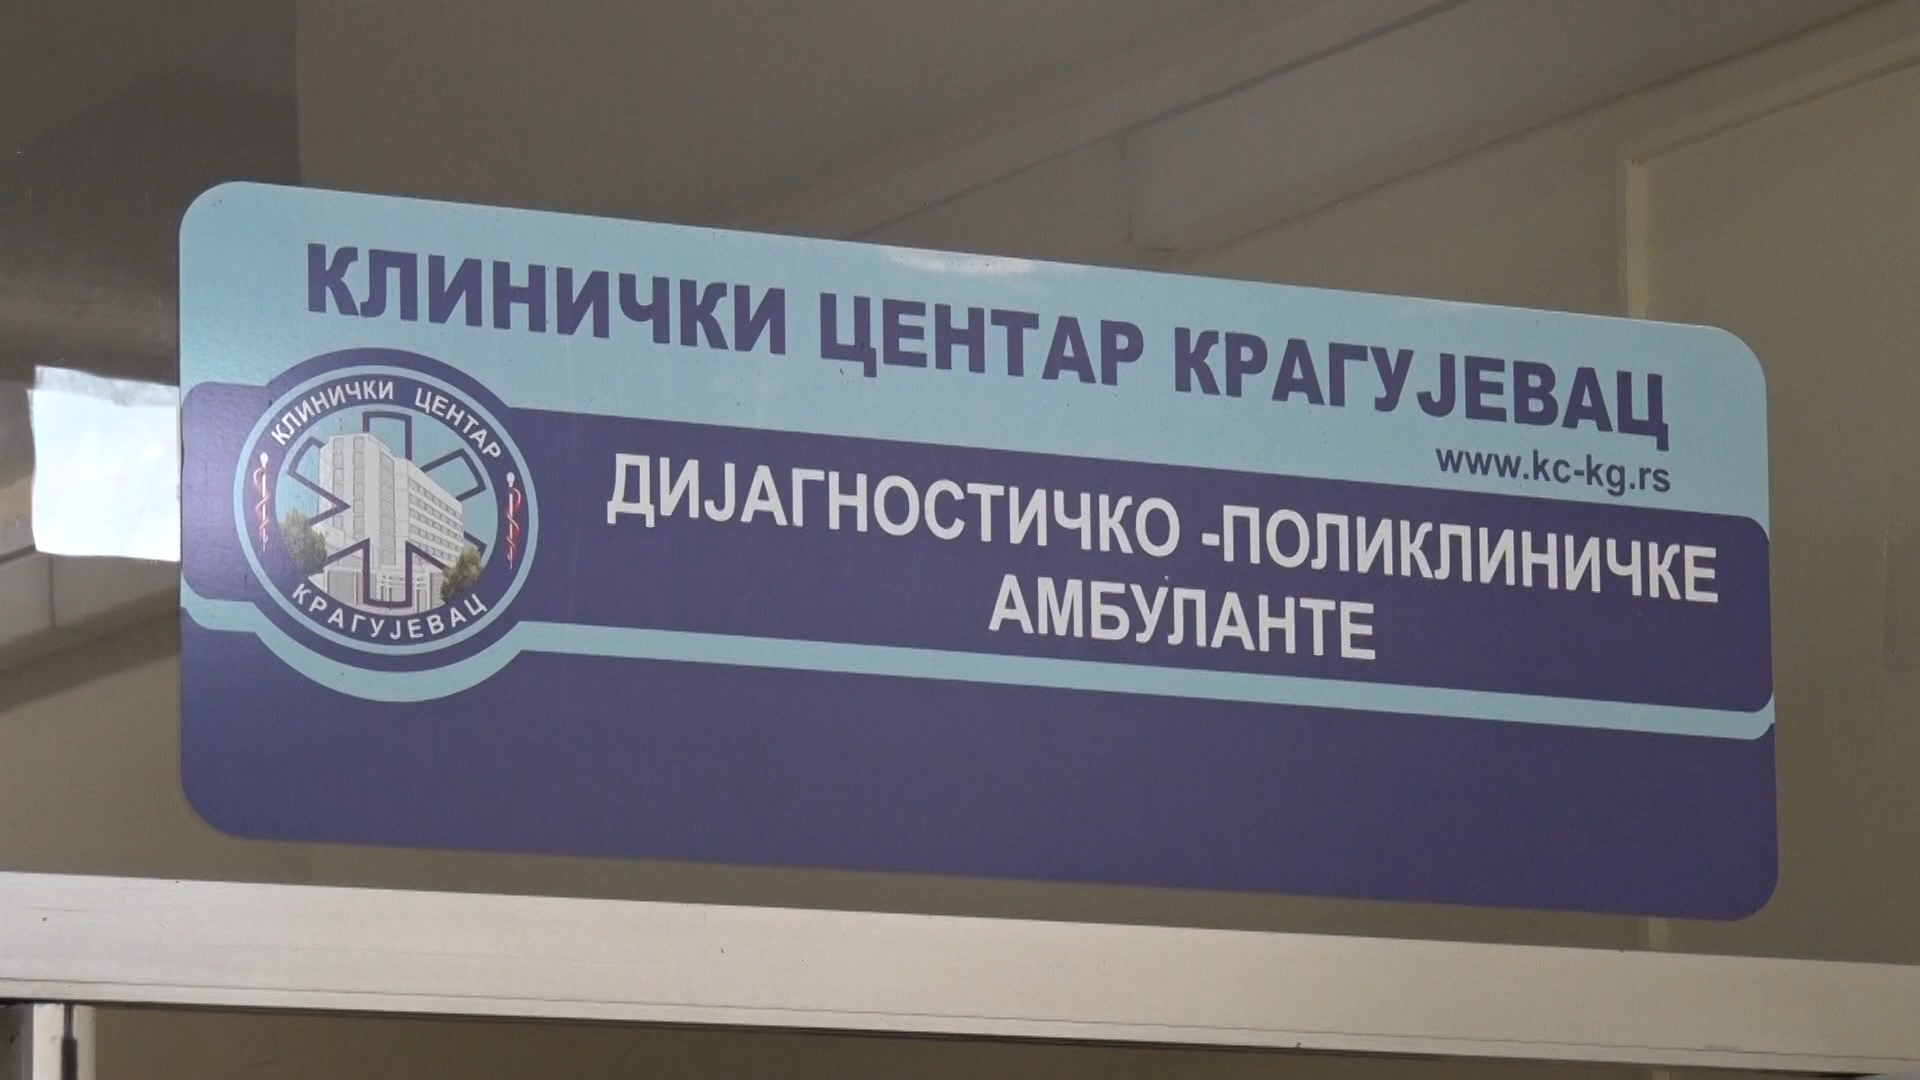 КЛИНИЧКИ ЦЕНТАР КРАГУЈЕВАЦ
www.kc-kg.rs
КЛИНИЧКИ ЦЕНТАР
КРАГУЈЕВАЦ
ДИЈАГНОСТИЧКО -ПОЛИКЛИНИЧКЕ
АМБУЛАНТЕ